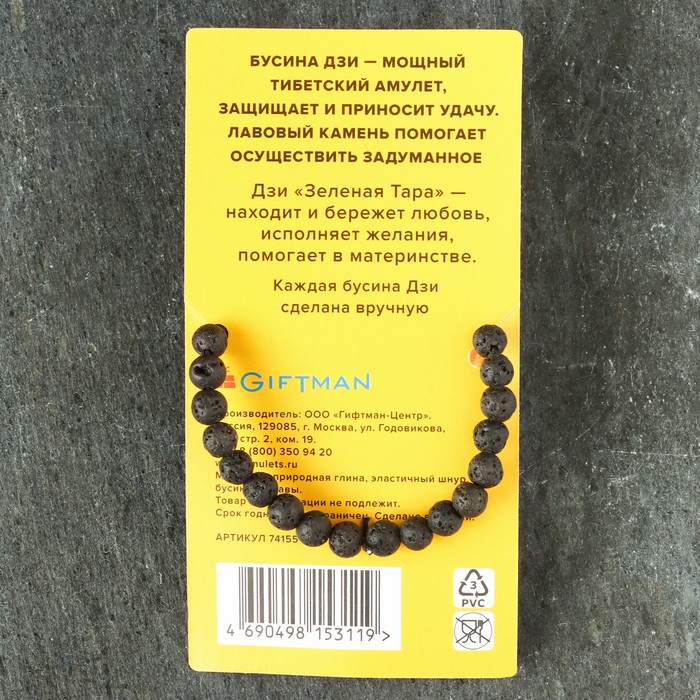 БУСИНА ДЗИ — МОЩНЫЙ
ТИБЕТСКИЙ АМУЛЕТ,
ЗАЩИЩАЕТ И ПРИНОСИТ УДАЧУ.
ЛАВОВЫЙ КАМЕНЬ ПОМОГАЕТ
ОСУЩЕСТВИТЬ ЗАДУМАННОЕ
Дзи «Зеленая Тара» —
находит и бережет любовь,
исполняет желания,
помогает в материнстве.
Каждая бусина Дзи
сделана вручную
GIFTMAN
роизводитель: ООО «Гифтман-Центр».
ссия, 129085, г. Москва, ул. Годовикова,
стр. 2, ком. 19.
8 (800) 350 94 20
ulets.ru
природная глина, эластичный шнур
бусин авы.
Товар ации не подлежит.
Срок годн
АРТИКУЛ 74155
4 690498 153119 >
3
PVC